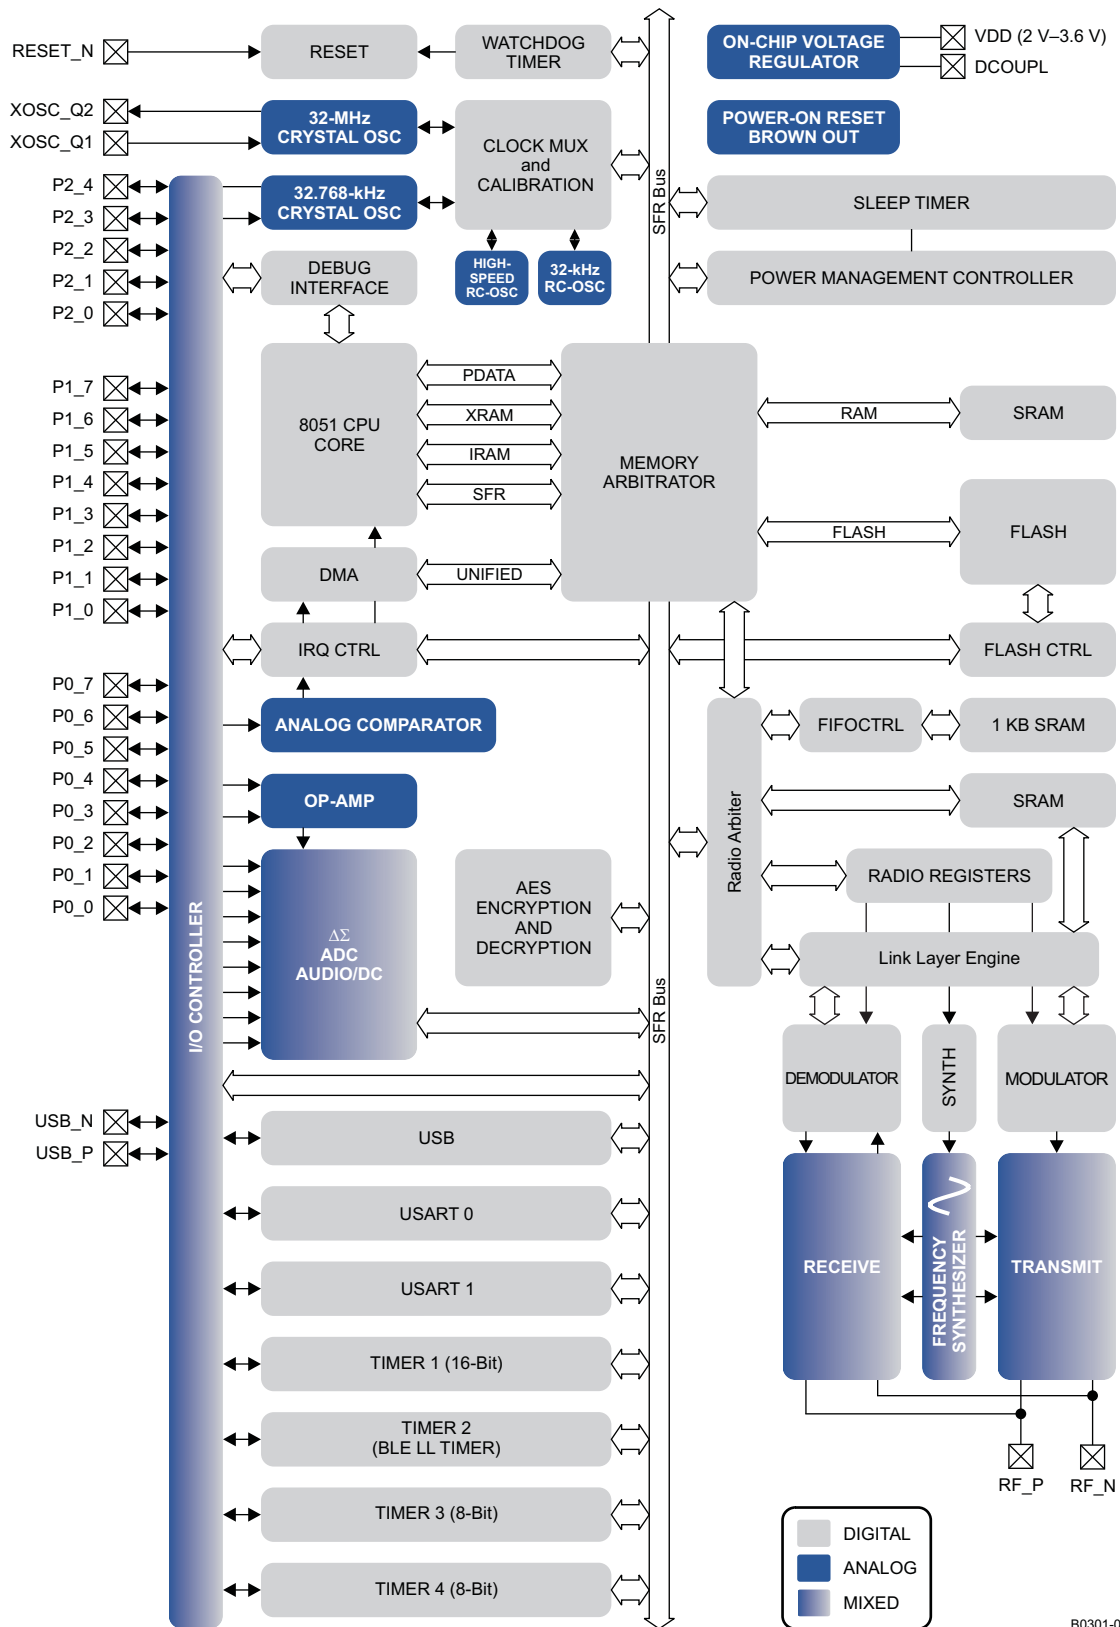 RESET_N
RESET
WATCHDOG
TIMER
ON-CHIP VOLTAGE
REGULATOR
VDD (2 V–3.6 V)
DCOUPL
XOSC_Q2
XOSC_Q1
32-MHz
CRYSTAL OSC
CLOCK MUX
and
CALIBRATION
POWER-ON RESET
BROWN OUT
SFR Bus
P2_4
P2_3
P2_2
P2_1
P2_0
32.768-kHz
CRYSTAL OSC
SLEEP TIMER
DEBUG
INTERFACE
HIGH-
SPEED
RC-OSC
32-kHz
RC-OSC
POWER MANAGEMENT CONTROLLER
P1_7
P1_6
P1_5
P1_4
P1_3
P1_2
P1_1
P1_0
8051 CPU
CORE
PDATA
XRAM
IRAM
SFR
MEMORY
ARBITRATOR
RAM
SRAM
FLASH
FLASH
DMA
UNIFIED
IRQ CTRL
FLASH CTRL
P0_7
P0_6
P0_5
P0_4
P0_3
P0_2
P0_1
P0_0
ANALOG COMPARATOR
FIFOCTRL
1 KB SRAM
OP-AMP
SRAM
Radio Arbiter
I/O CONTROLLER
ΔΣ
ADC
AUDIO/DC
AES
ENCRYPTION
AND
DECRYPTION
RADIO REGISTERS
Link Layer Engine
SFR Bus
DEMODULATOR
SYNTH
MODULATOR
USB_N
USB_P
USB
USART 0
USART 1
RECEIVE
FREQUENCY
SYNTHESIZER
TRANSMIT
TIMER 1 (16-Bit)
TIMER 2
(BLE LL TIMER)
TIMER 3 (8-Bit)
TIMER 4 (8-Bit)
RF_P
RF_N
DIGITAL
ANALOG
MIXED
B0301-0